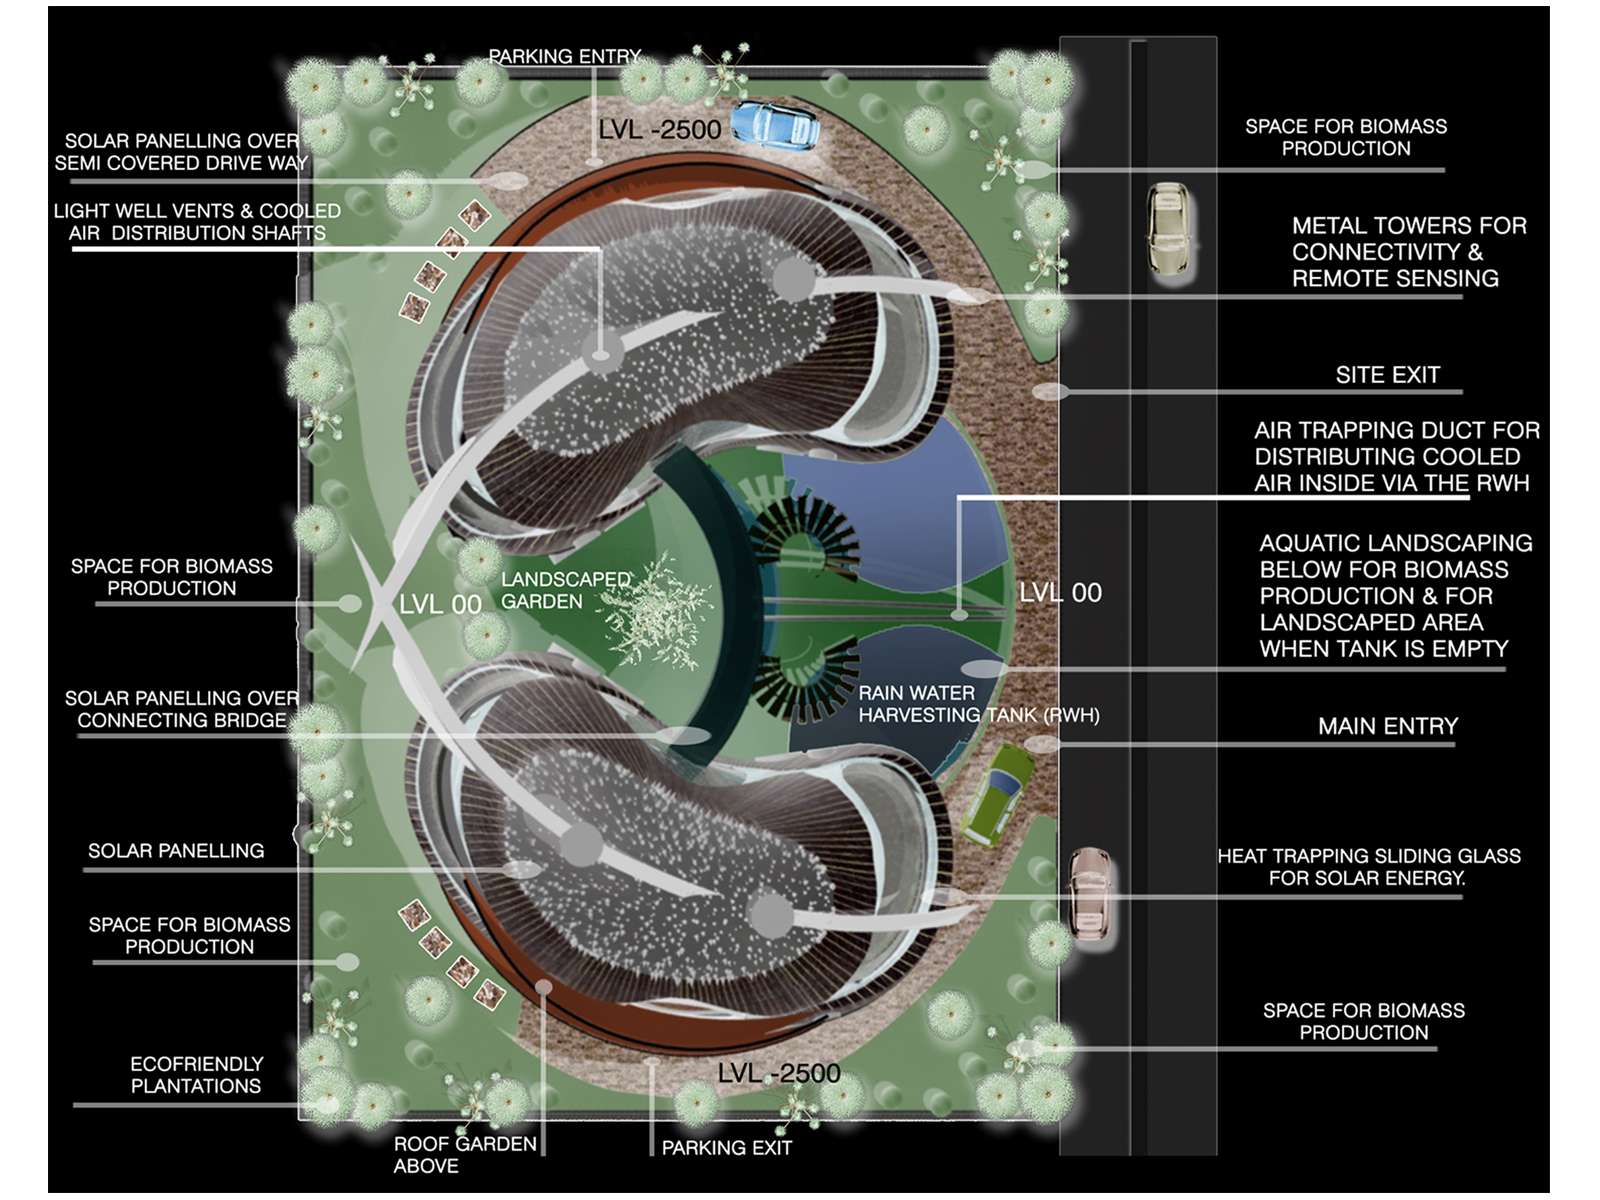 PARKING ENTRY
LVL -2500
SOLAR PANELLING OVER
SEMI COVERED DRIVE WAY
LIGHT WELL VENTS & COOLED
AIR DISTRIBUTION SHAFTS
SPACE FOR BIOMASS
PRODUCTION
METAL TOWERS FOR
CONNECTIVITY &
REMOTE SENSING
SITE EXIT
AIR TRAPPING DUCT FOR
DISTRIBUTING COOLED
AIR INSIDE VIA THE RWH
SPACE FOR BIOMASS
PRODUCTION
LVL 00
LANDSCAPED
GARDEN
LVL 00
AQUATIC LANDSCAPING
BELOW FOR BIOMASS
PRODUCTION & FOR
LANDSCAPED AREA
WHEN TANK IS EMPTY
SOLAR PANELLING OVER
CONNECTING BRIDGE
RAIN WATER
HARVESTING TANK (RWH)
MAIN ENTRY
SOLAR PANELLING
HEAT TRAPPING SLIDING GLASS
FOR SOLAR ENERGY.
SPACE FOR BIOMASS
PRODUCTION
SPACE FOR BIOMASS
PRODUCTION
ECOFRIENDLY
PLANTATIONS
LVL -2500
ROOF GARDEN
ABOVE
PARKING EXIT